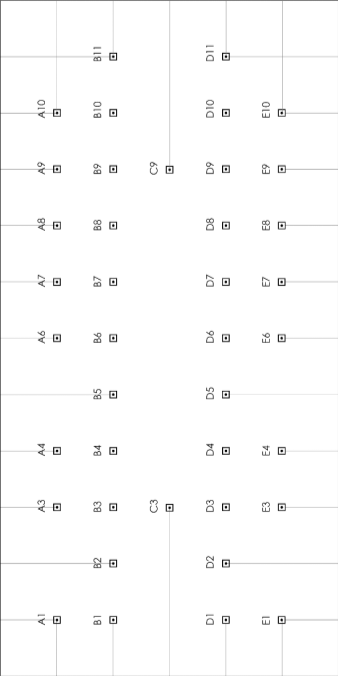 B11 D11
A10 B10 D10 E10
A9 B9 C9 D9 E9
A8 B8 D8 E8
A7 B7 D7 E7
A6 B6 D6 E6
B5 D5
A4 B4 D4 E4
A3 B3 C3 D3 E3
B2 D2
A1 B1 D1 E1